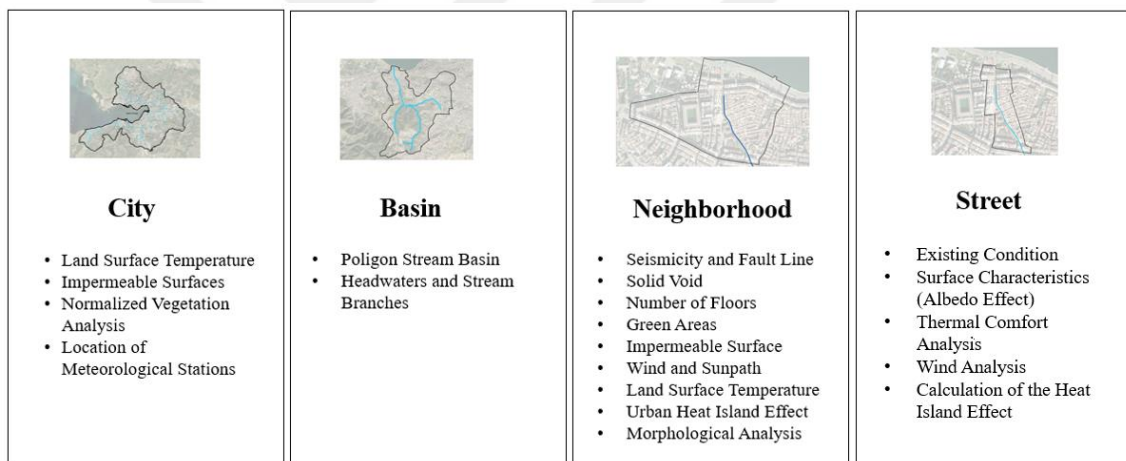 City
• Land Surface Temperature
• Impermeable Surfaces
• Normalized Vegetation
Analysis
• Location of
Meteorological Stations
Basin
• Poligon Stream Basin
• Headwaters and Stream
Branches
Neighborhood
• Seismicity and Fault Line
• Solid Void
• Number of Floors
• Green Areas
• Impermeable Surface
• Wind and Sunpath
• Land Surface Temperature
• Urban Heat Island Effect
• Morphological Analysis
Street
• Existing Condition
• Surface Characteristics
(Albedo Effect)
• Thermal Comfort
Analysis
• Wind Analysis
• Calculation of the Heat
Island Effect